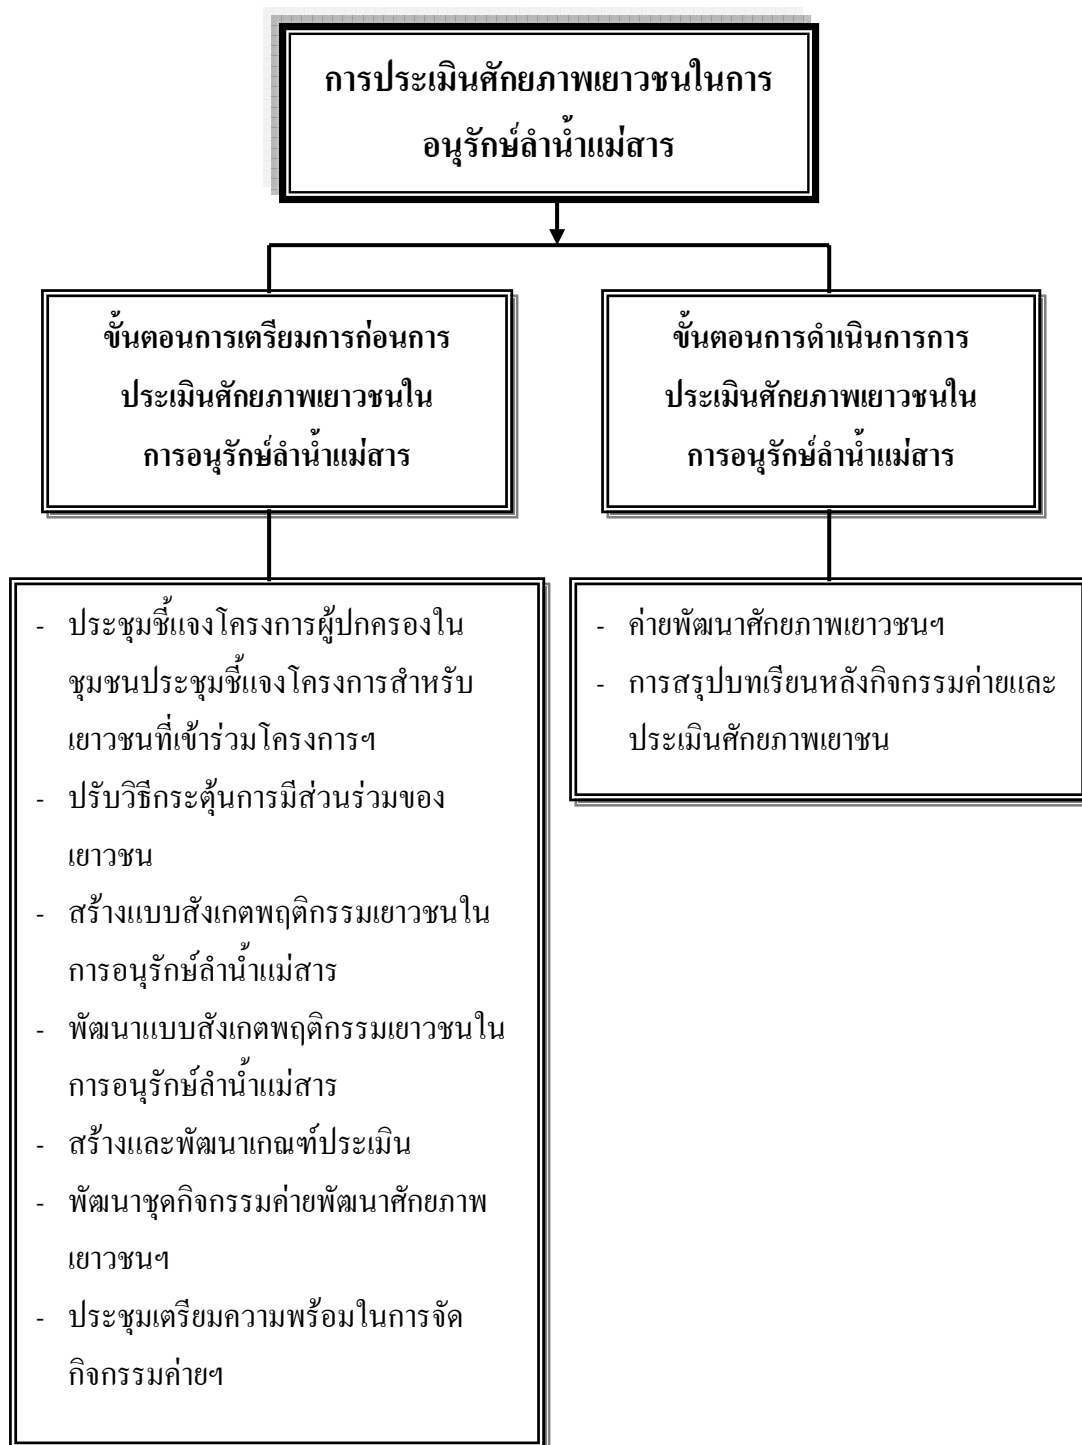 การประเมินศักยภาพเยาวชนในการ
อนุรักษ์ลำน้ำแม่สาร
ขั้นตอนการเตรียมการก่อนการ
ประเมินศักยภาพเยาวชนใน
การอนุรักษ์ลำน้ำแม่สาร
ขั้นตอนการดำเนินการการ
ประเมินศักยภาพเยาวชนใน
การอนุรักษ์ลำน้ำแม่สาร
- ประชุมชี้แจงโครงการผู้ปกครองใน
ชุมชนประชุมชี้แจงโครงการสำหรับ
เยาวชนที่เข้าร่วมโครงการฯ
- ปรับวิธีกระตุ้นการมีส่วนร่วมของ
เยาวชน
- สร้างแบบสังเกตพฤติกรรมเยาวชนใน
การอนุรักษ์ลำน้ำแม่สาร
- พัฒนาแบบสังเกตพฤติกรรมเยาวชนใน
การอนุรักษ์ลำน้ำแม่สาร
- สร้างและพัฒนาเกณฑ์ประเมิน
- พัฒนาชุดกิจกรรมค่ายพัฒนาศักยภาพ
เยาวชนฯ
- ประชุมเตรียมความพร้อมในการจัด
กิจกรรมค่ายฯ
- ค่ายพัฒนาศักยภาพเยาวชนฯ
- การสรุปบทเรียนหลังกิจกรรมค่ายและ
ประเมินศักยภาพเยาชน